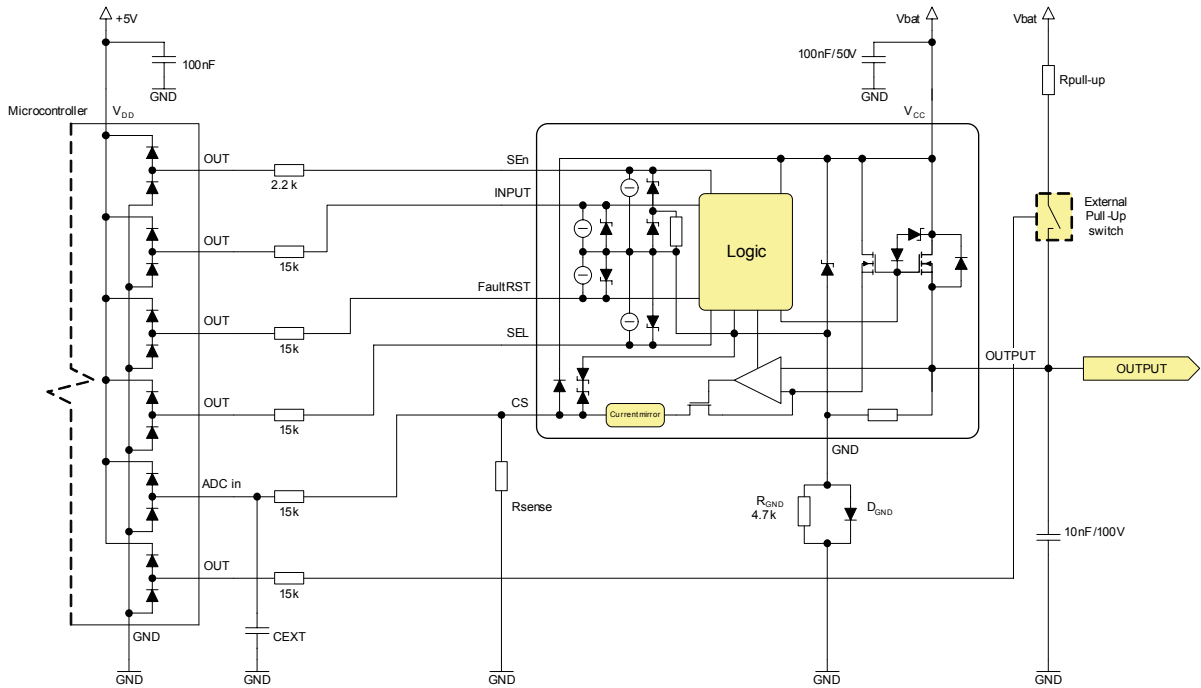 +5V
Vbat
Vbat
100nF
100nF/50V
Rpull-up
GND
GND
Microcontroller
VDD
VCC
OUT
SEn
2.2 k
INPUT
External
Pull-Up
switch
OUT
15k
Logic
FaultRST
OUT
15k
SEL
OUTPUT
OUTPUT
OUT
15k
CS
Current mirror
GND
ADC in
15k
Rsense
RGND
4.7 k
DGND
10nF/100V
OUT
15k
GND
CEXT
GND
GND
GND
GND
GND